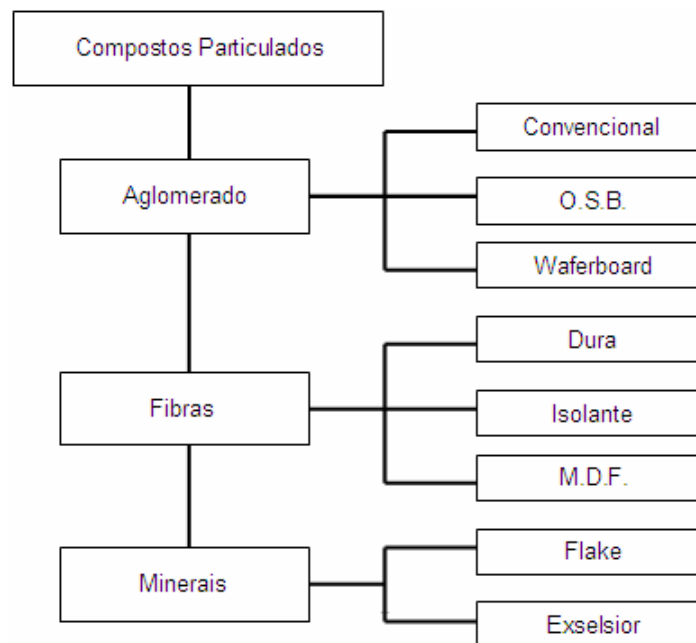 Compostos Particulados
Aglomerado
Convencional
O.S.B.
Waferboard
Fibras
Dura
Isolante
M.D.F.
Minerais
Flake
Exselsior